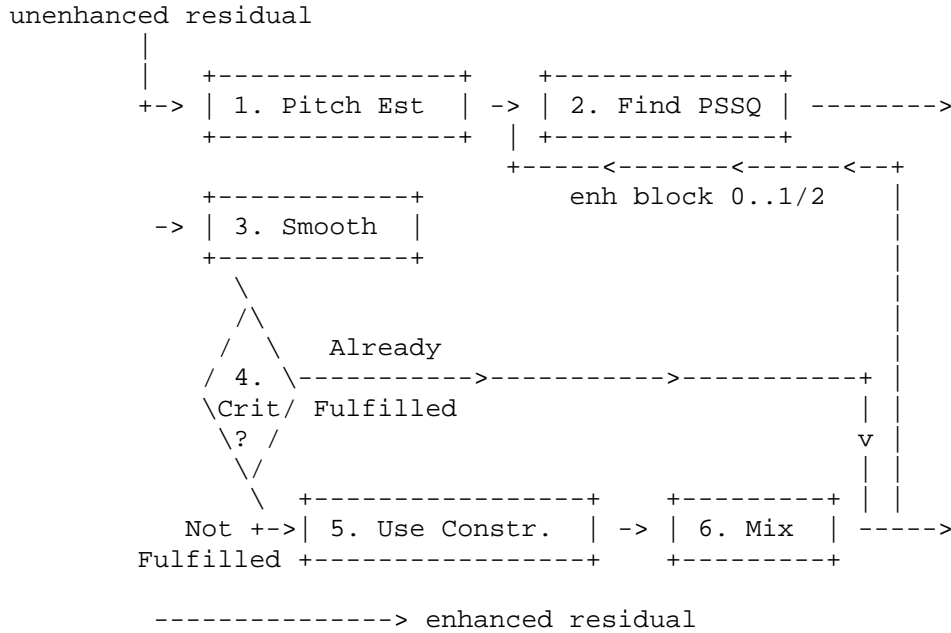 unenhanced residual
1. Pitch Est -> 2. Find PSSQ
enh block 0..1/2
3. Smooth
Already
4.
Crit Fulfilled
?
Not 5. Use Constr. -> 6. Mix
Fulfilled
enhanced residual